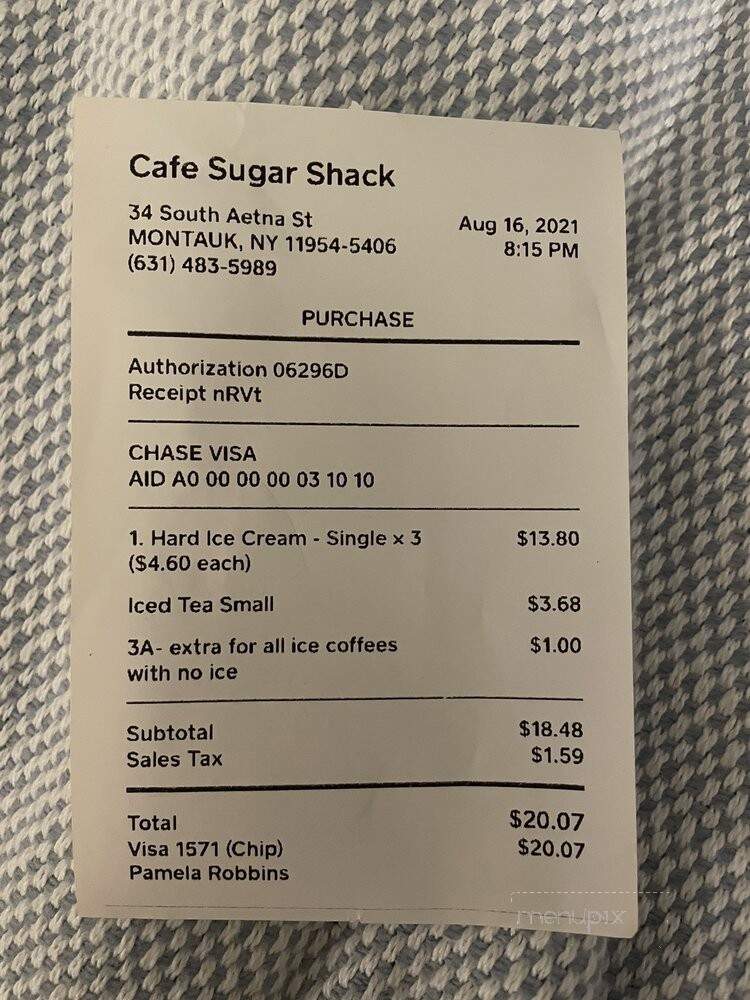 Cafe Sugar Shack
34 South Aetna St
MONTAUK, NY 11954-5406
(631) 483-5989
Aug 16, 2021
8:15 PM
PURCHASE
Authorization 06296D
Receipt nRVt
CHASE VISA
AID A0 00 00 00 03 10 10
1. Hard Ice Cream - Single × 3 $13.80
($4.60 each)
Iced Tea Small $3.68
3A- extra for all ice coffees $1.00
with no ice
Subtotal $18.48
Sales Tax $1.59
Total $20.07
Visa 1571 (Chip) $20.07
Pamela Robbins
menupix